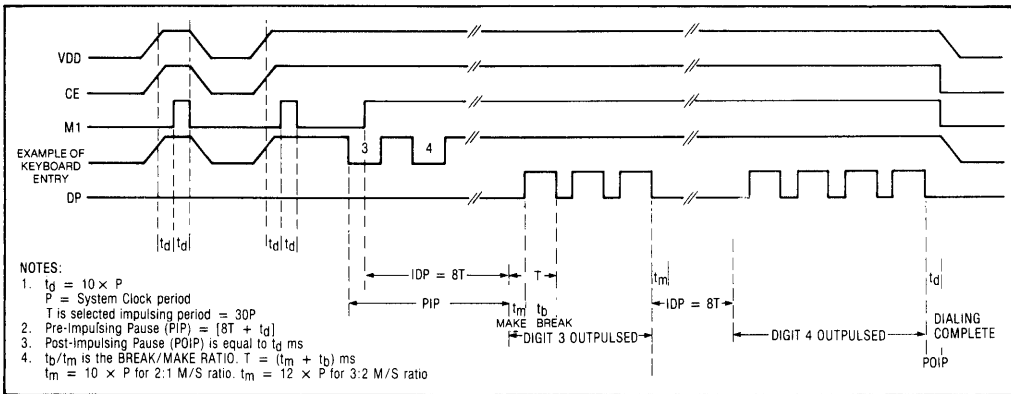 VDD
CE
M1
EXAMPLE OF
KEYBOARD
ENTRY
3
4
DP
td td
td td
IDP = 8T
T
tm
IDP = 8T
td
PIP
tm tb
MAKE BREAK
DIGIT 3 OUTPULSED
DIGIT 4 OUTPULSED
DIALING
COMPLETE
POIP
NOTES:
1. td = 10 × P
P = System Clock period
T is selected impulsing period = 30P
2. Pre-Impulsing Pause (PIP) = [8T + td]
3. Post-Impulsing Pause (POIP) is equal to td ms
4. tb/tm is the BREAK/MAKE RATIO. T = (tm + tb) ms
tm = 10 × P for 2:1 M/S ratio. tm = 12 × P for 3:2 M/S ratio